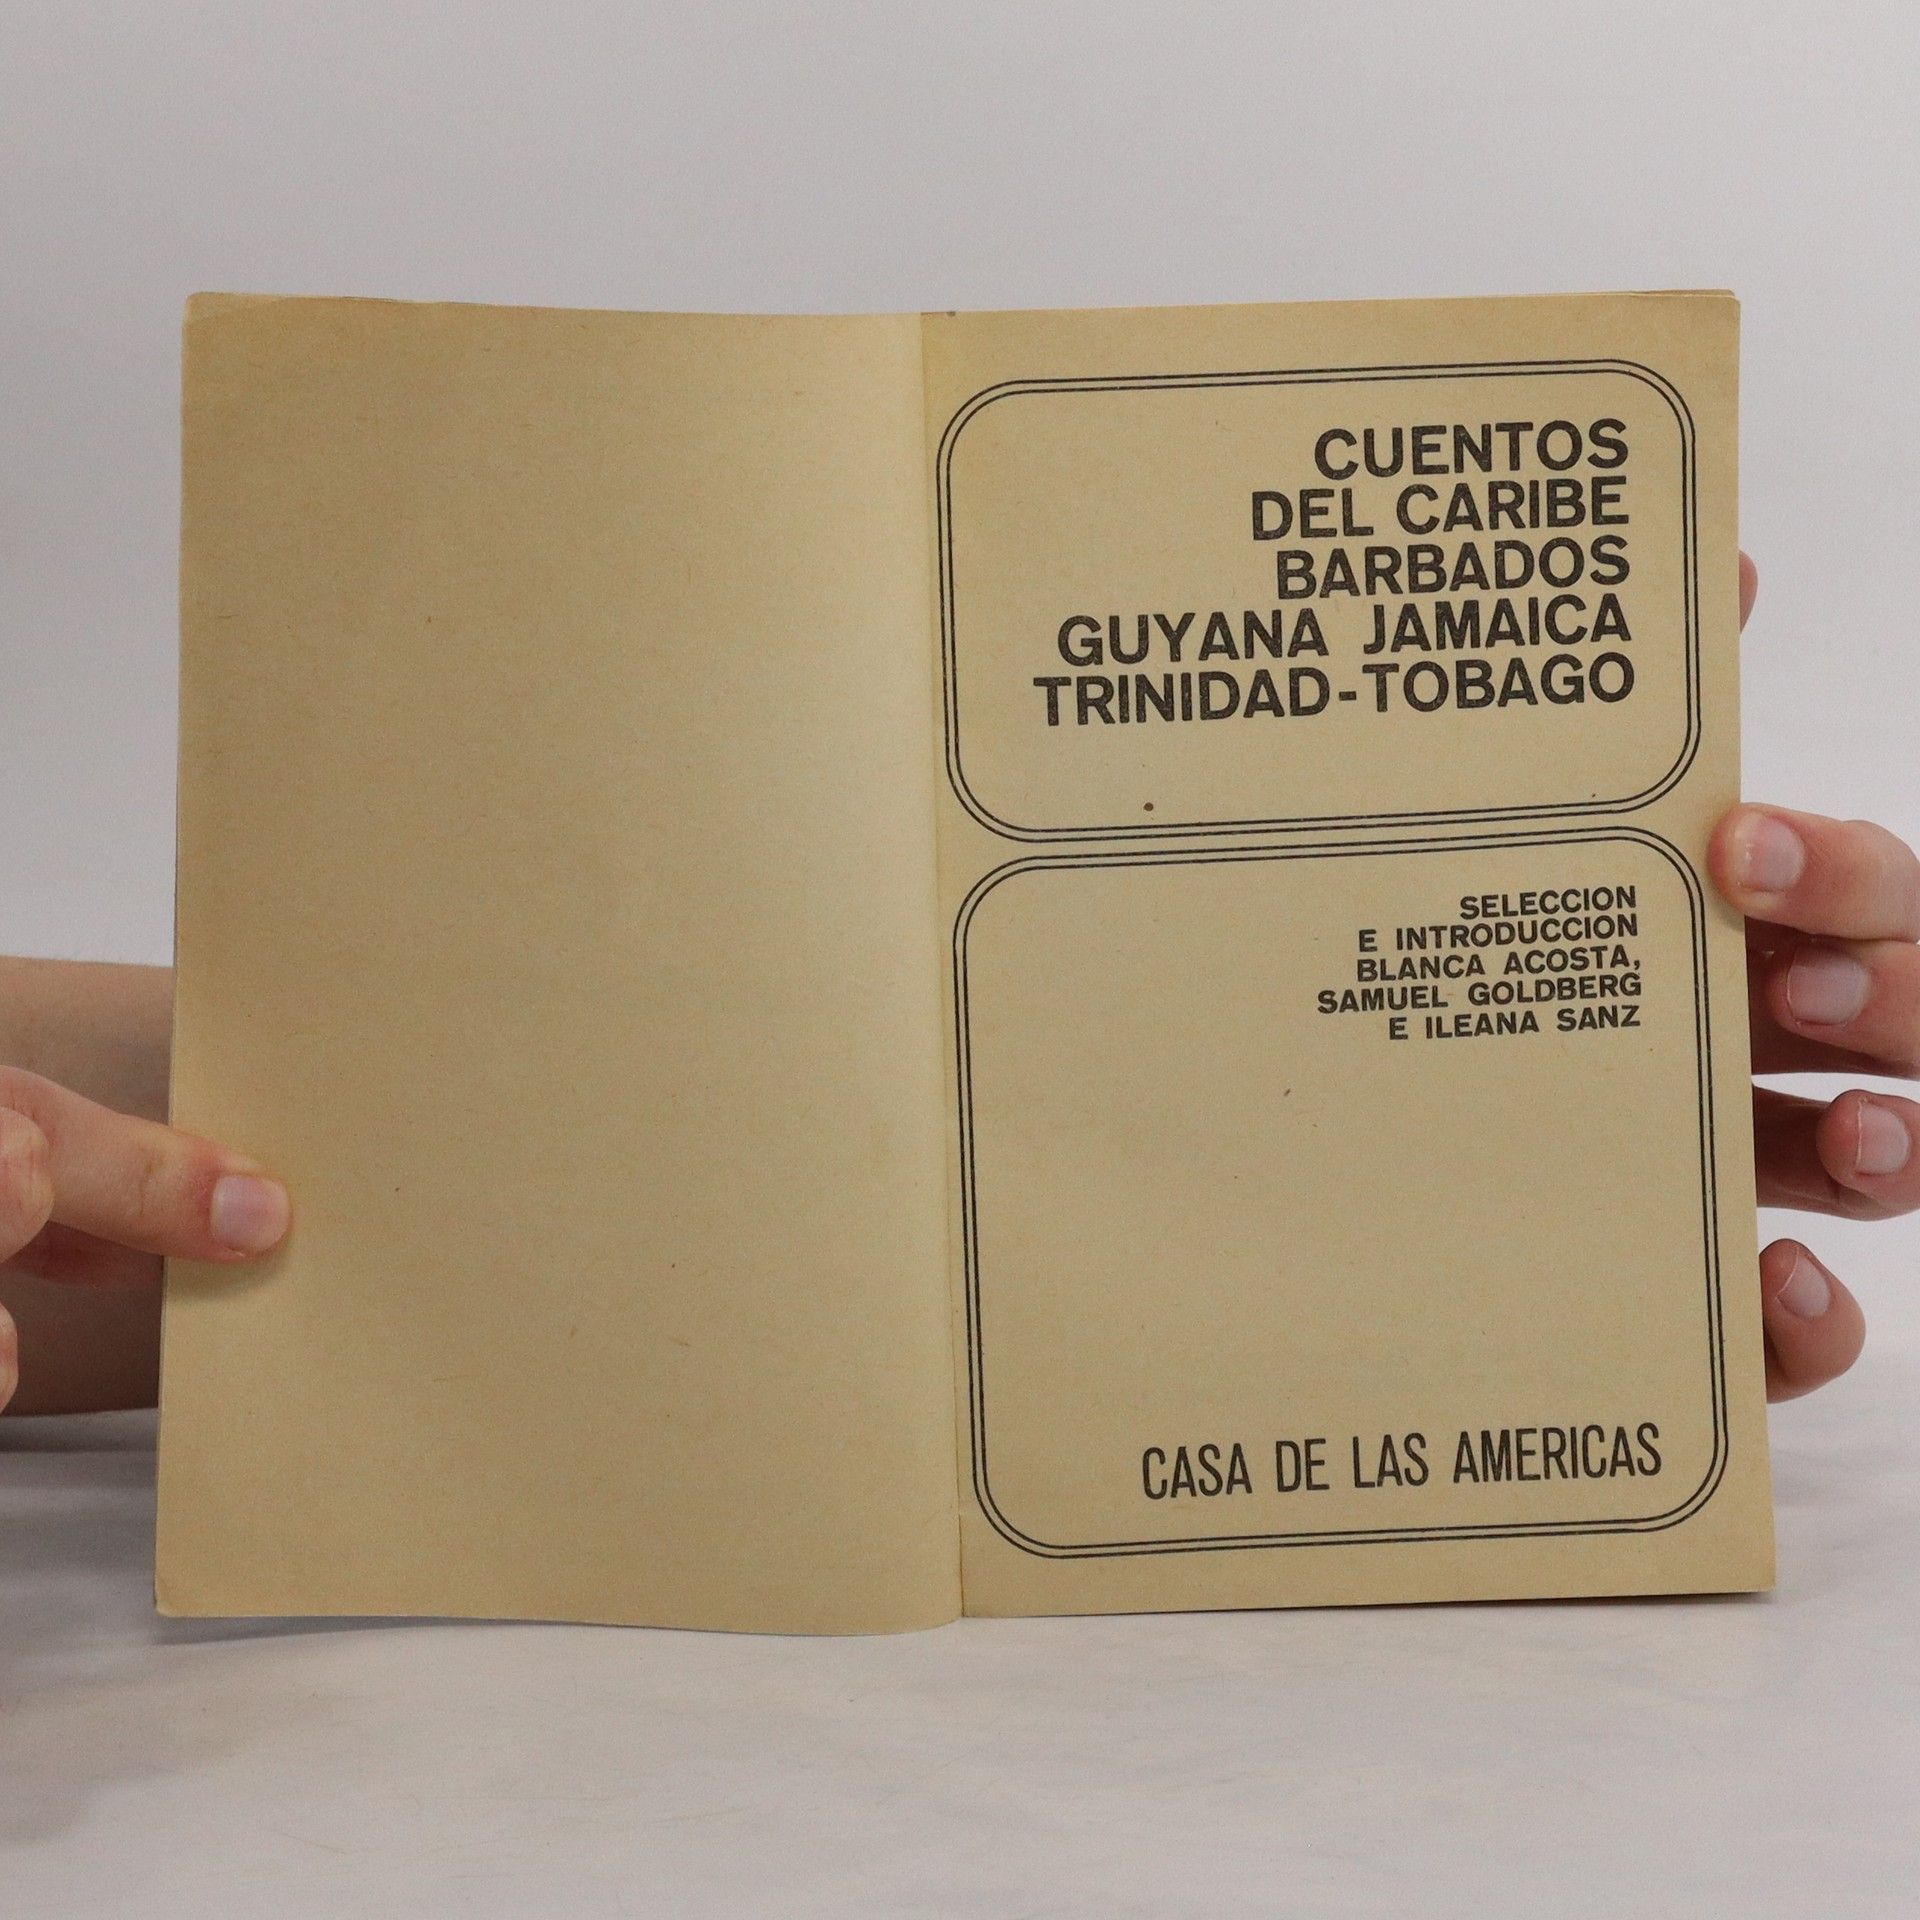 CUENTOS
DEL CARIBE
BARBADOS
GUYANA JAMAICA
TRINIDAD-TOBAGO
SELECCION
E INTRODUCCION
BLANCA ACOSTA,
SAMUEL GOLDBERG
E ILEANA SANZ
CASA DE LAS AMERICAS